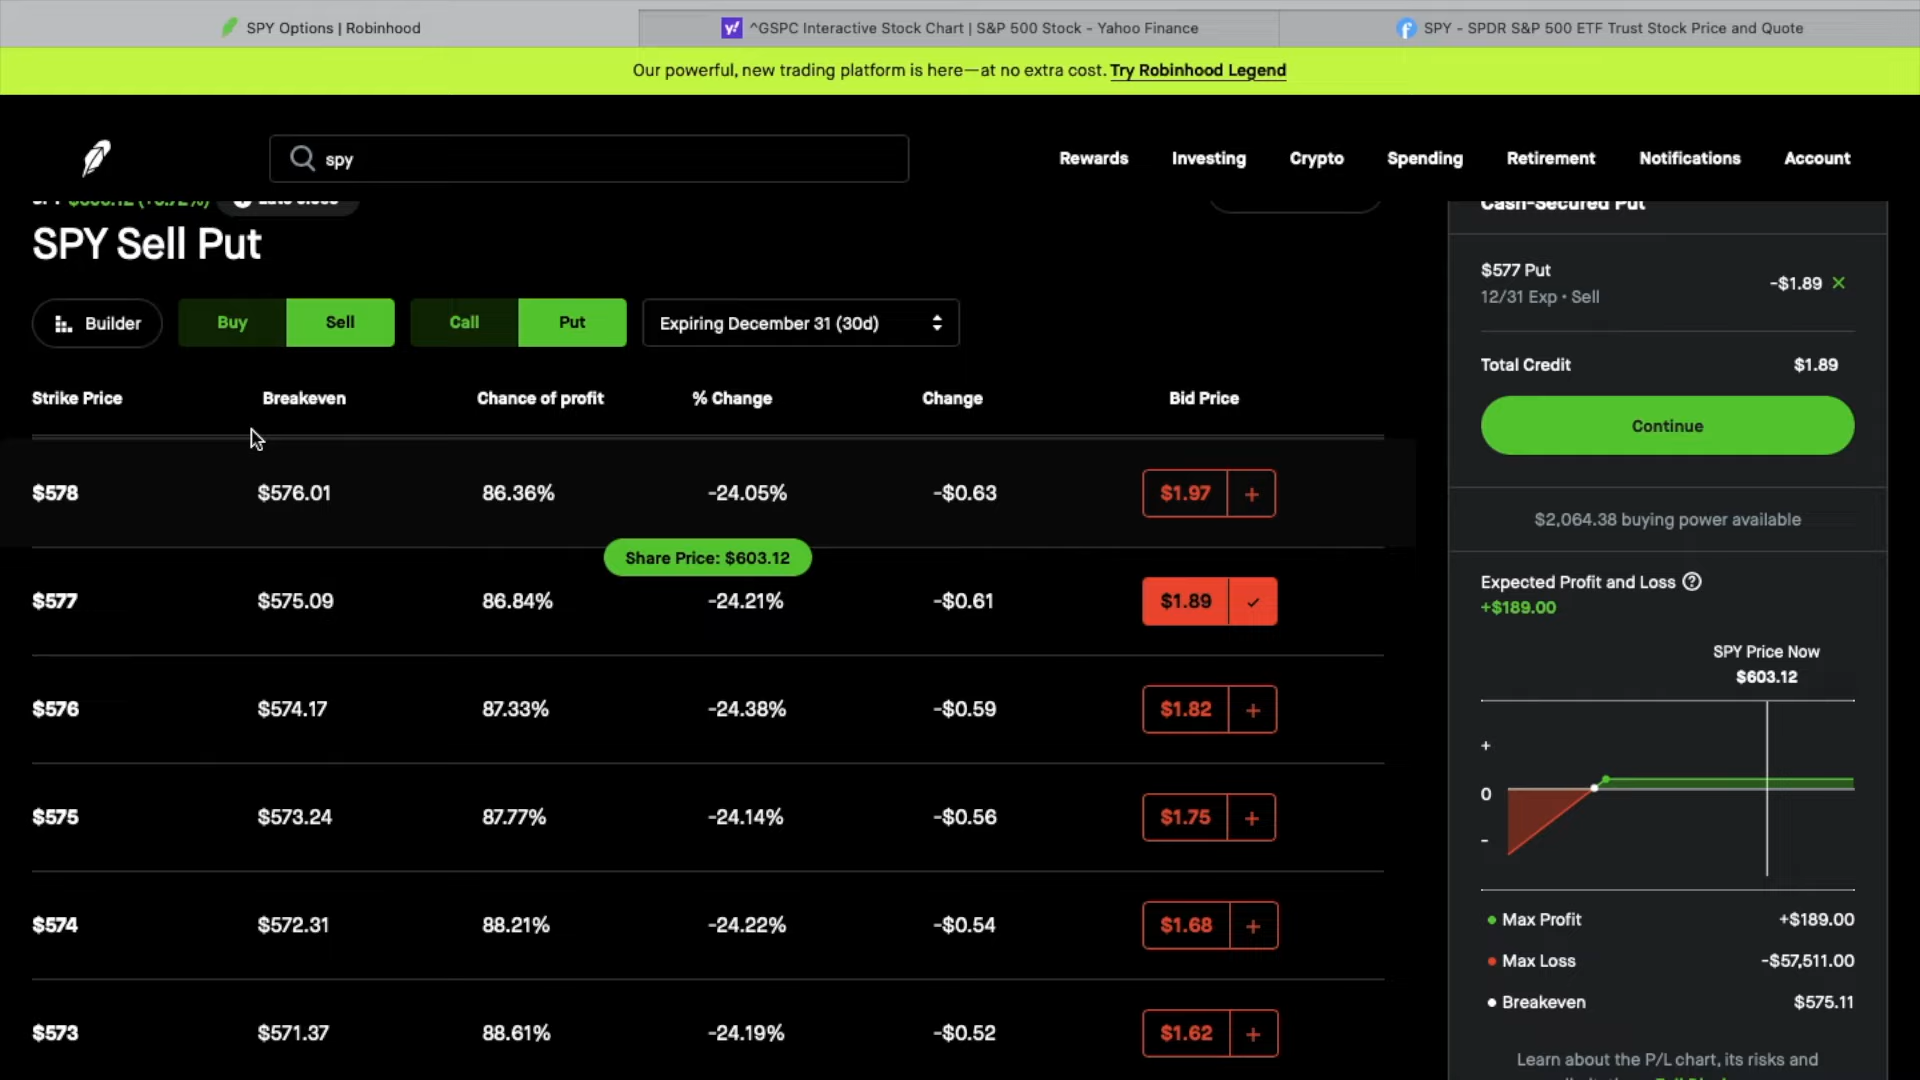 SPY Options | Robinhood
^GSPC Interactive Stock Chart | S&P 500 Stock - Yahoo Finance
SPY - SPDR S&P 500 ETF Trust Stock Price and Quote
Our powerful, new trading platform is here—at no extra cost. Try Robinhood Legend
spy
Rewards
Investing
Crypto
Spending
Retirement
Notifications
Account
SPY Sell Put
Builder
Buy
Sell
Call
Put
Expiring December 31 (30d)
Strike Price Breakeven Chance of profit % Change Change Bid Price
$578 $576.01 86.36% -24.05% -$0.63 $1.97 +
Share Price: $603.12
$577 $575.09 86.84% -24.21% -$0.61 $1.89
$576 $574.17 87.33% -24.38% -$0.59 $1.82 +
$575 $573.24 87.77% -24.14% -$0.56 $1.75 +
$574 $572.31 88.21% -24.22% -$0.54 $1.68 +
$573 $571.37 88.61% -24.19% -$0.52 $1.62 +
Cash-Secured Put
$577 Put
12/31 Exp • Sell
-$1.89
Total Credit $1.89
Continue
$2,064.38 buying power available
Expected Profit and Loss
+$189.00
SPY Price Now
$603.12
+
0
-
Max Profit +$189.00
Max Loss -$57,511.00
Breakeven $575.11
Learn about the P/L chart, its risks and